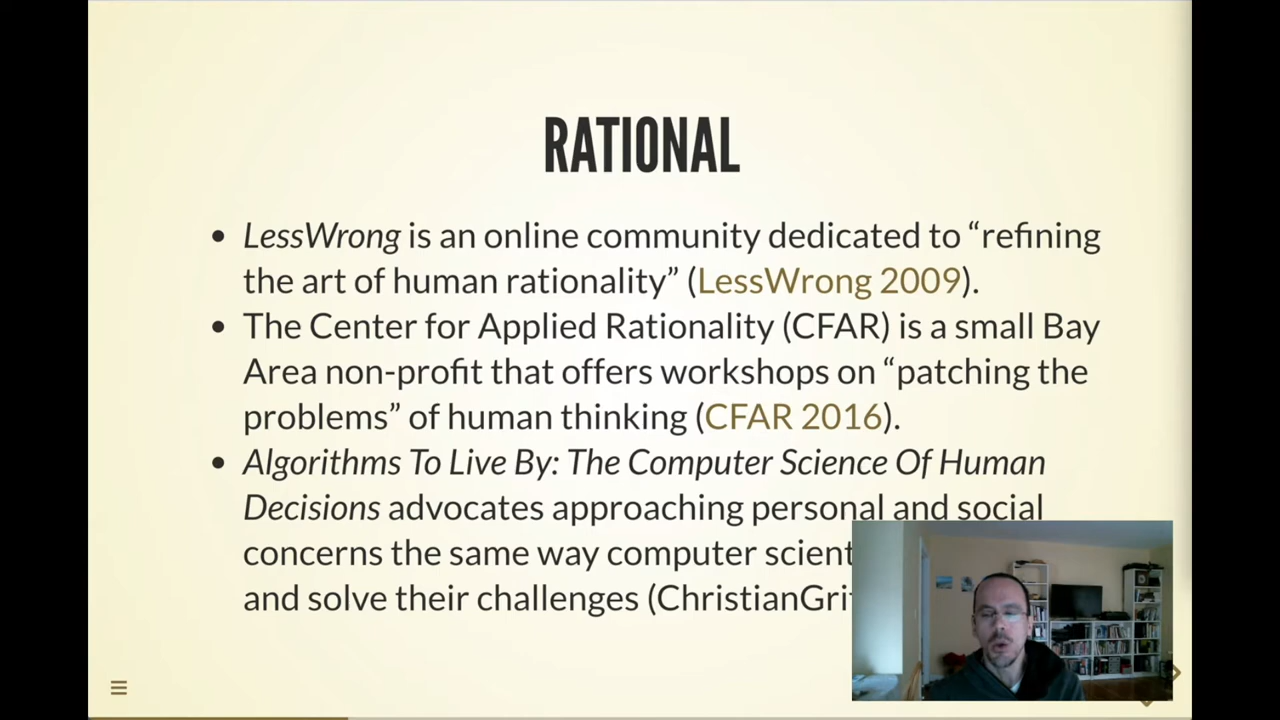 RATIONAL
• LessWrong is an online community dedicated to “refining
the art of human rationality” (LessWrong 2009).
• The Center for Applied Rationality (CFAR) is a small Bay
Area non-profit that offers workshops on “patching the
problems” of human thinking (CFAR 2016).
• Algorithms To Live By: The Computer Science Of Human
Decisions advocates approaching personal and social
concerns the same way computer
and solve their challenges